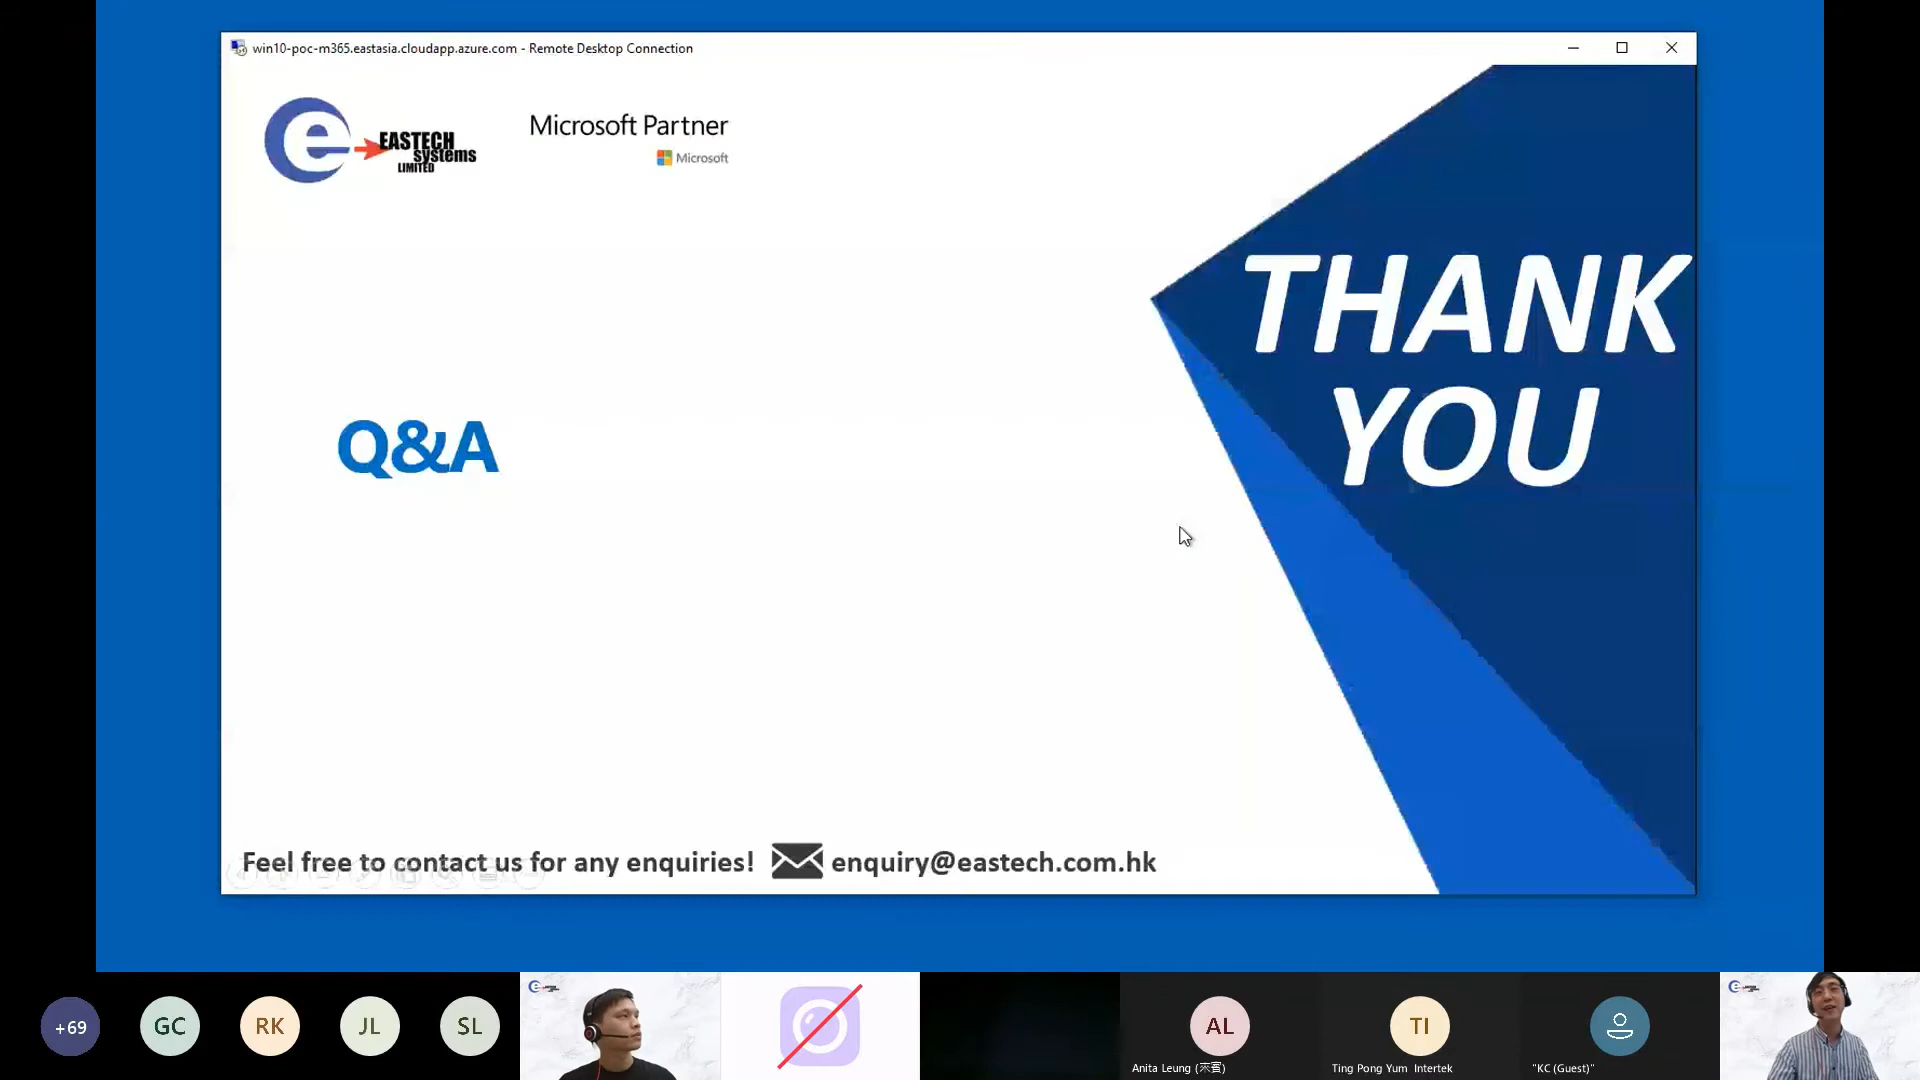 win10-poc-m365.eastasia.cloudapp.azure.com - Remote Desktop Connection
e
EASTECH
systems
LIMITED
Microsoft Partner
Microsoft
THANK
YOU
Q&A
Feel free to contact us for any enquiries! enquiry@eastech.com.hk
+69
GC
RK
JL
SL
AL
TI
Anita Leung (來賓)
Ting Pong Yum Intertek
"KC (Guest)"